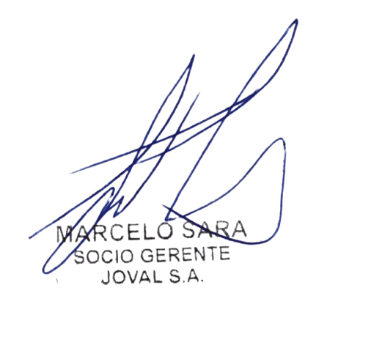 MARCELO SARA
SOCIO GERENTE
JOVAL S.A.